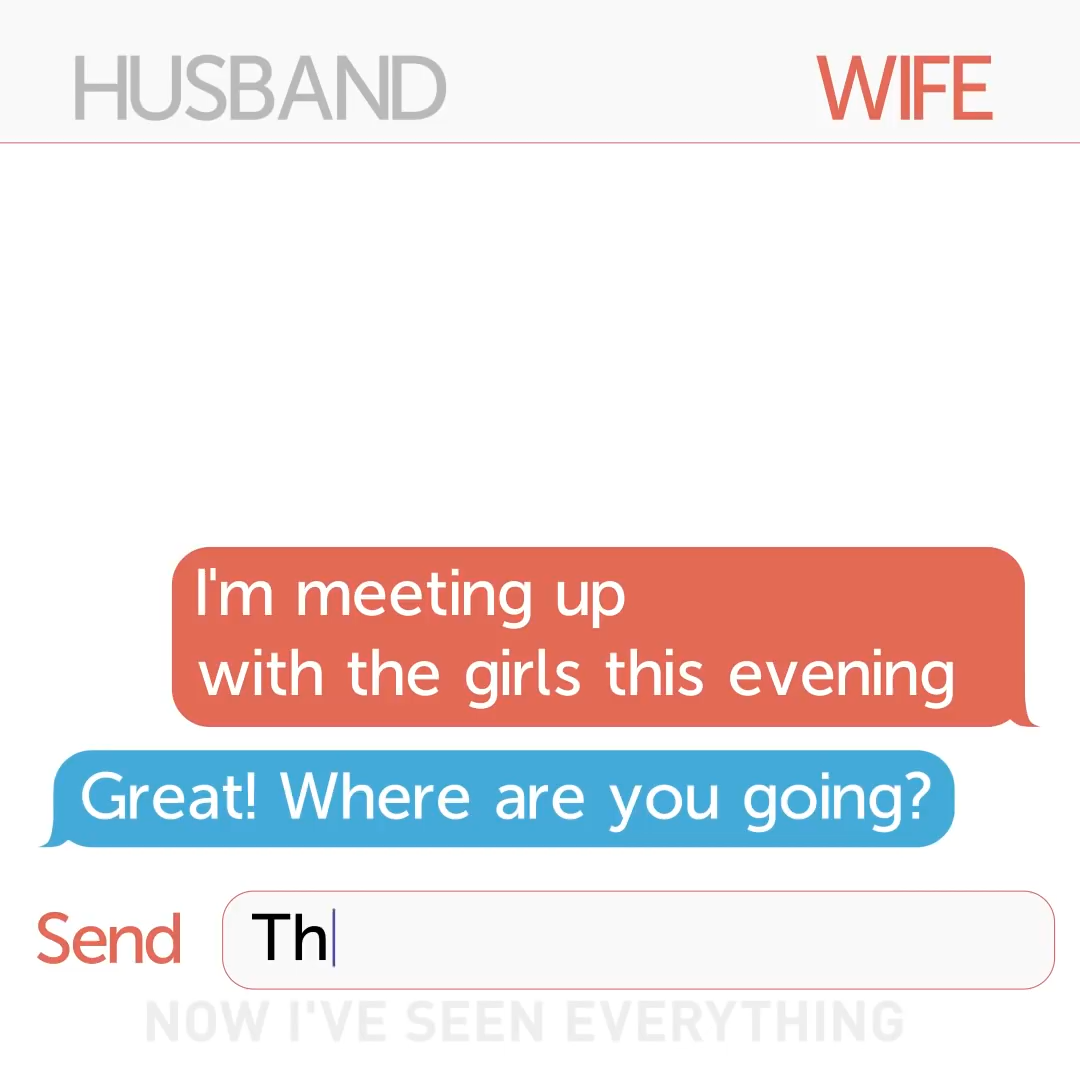 HUSBAND WIFE
I'm meeting up
with the girls this evening
Great! Where are you going?
Send Th
NOW I'VE SEEN EVERYTHING